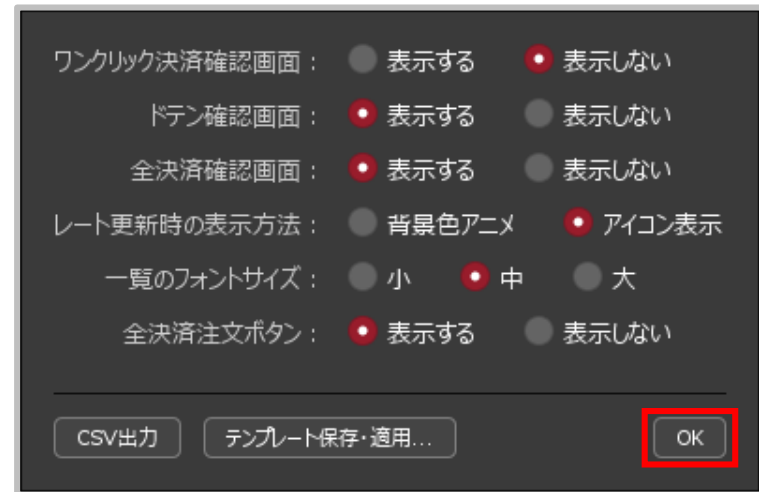 ワンクリック決済確認画面： 表示する 表示しない
ドテン確認画面： 表示する 表示しない
全決済確認画面： 表示する 表示しない
レート更新時の表示方法： 背景色アニメ アイコン表示
一覧のフォントサイズ： 小 中 大
全決済注文ボタン： 表示する 表示しない
CSV出力 テンプレート保存・適用... OK